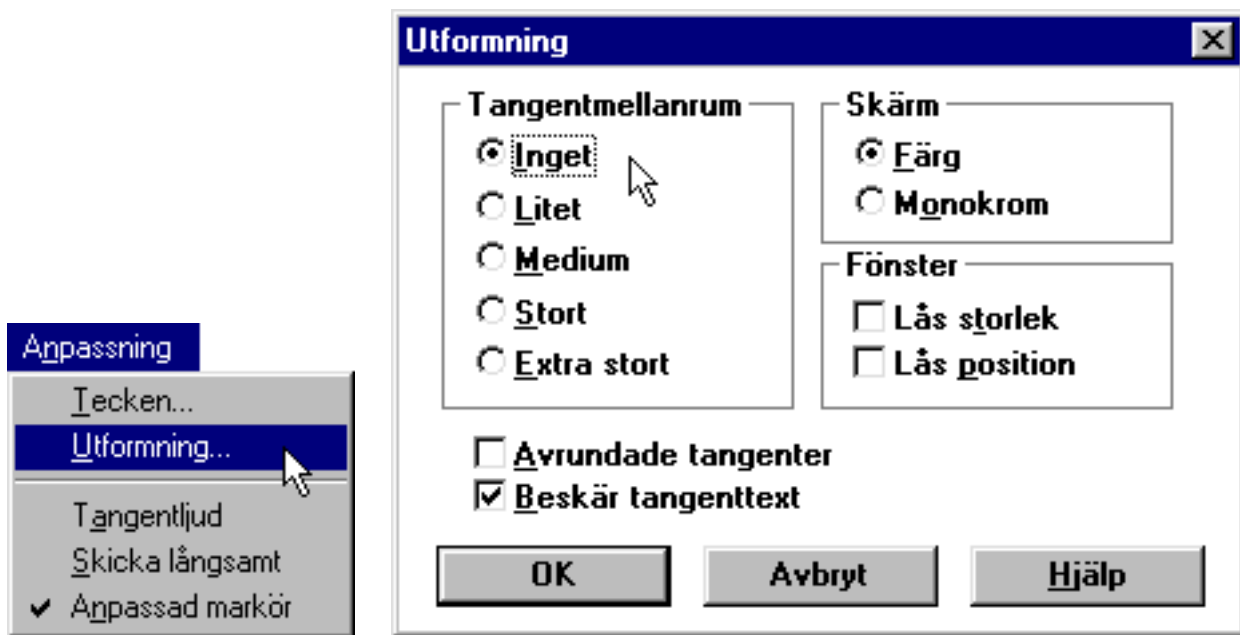 Anpassning
Tecken...
Utformning...
Tangentljud
Skicka långsamt
Anpassad markör
Utformning
Tangentmellanrum
Inget
Litet
Medium
Stort
Extra stort
Skärm
Färg
Monokrom
Fönster
Lås storlek
Lås position
Avrundade tangenter
Beskär tangenttext
OK Avbryt Hjälp